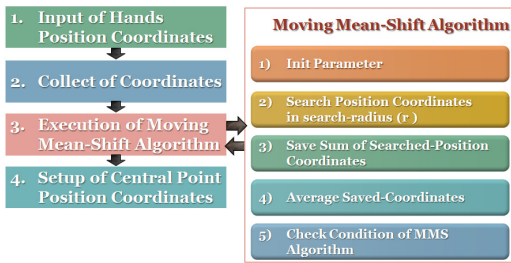 1. Input of Hands
Position Coordinates
2. Collect of Coordinates
3. Execution of Moving
Mean-Shift Algorithm
4. Setup of Central Point
Position Coordinates
Moving Mean-Shift Algorithm
1) Init Parameter
2) Search Position Coordinates
in search-radius (r )
3) Save Sum of Searched-Position
Coordinates
4) Average Saved-Coordinates
5) Check Condition of MMS
Algorithm